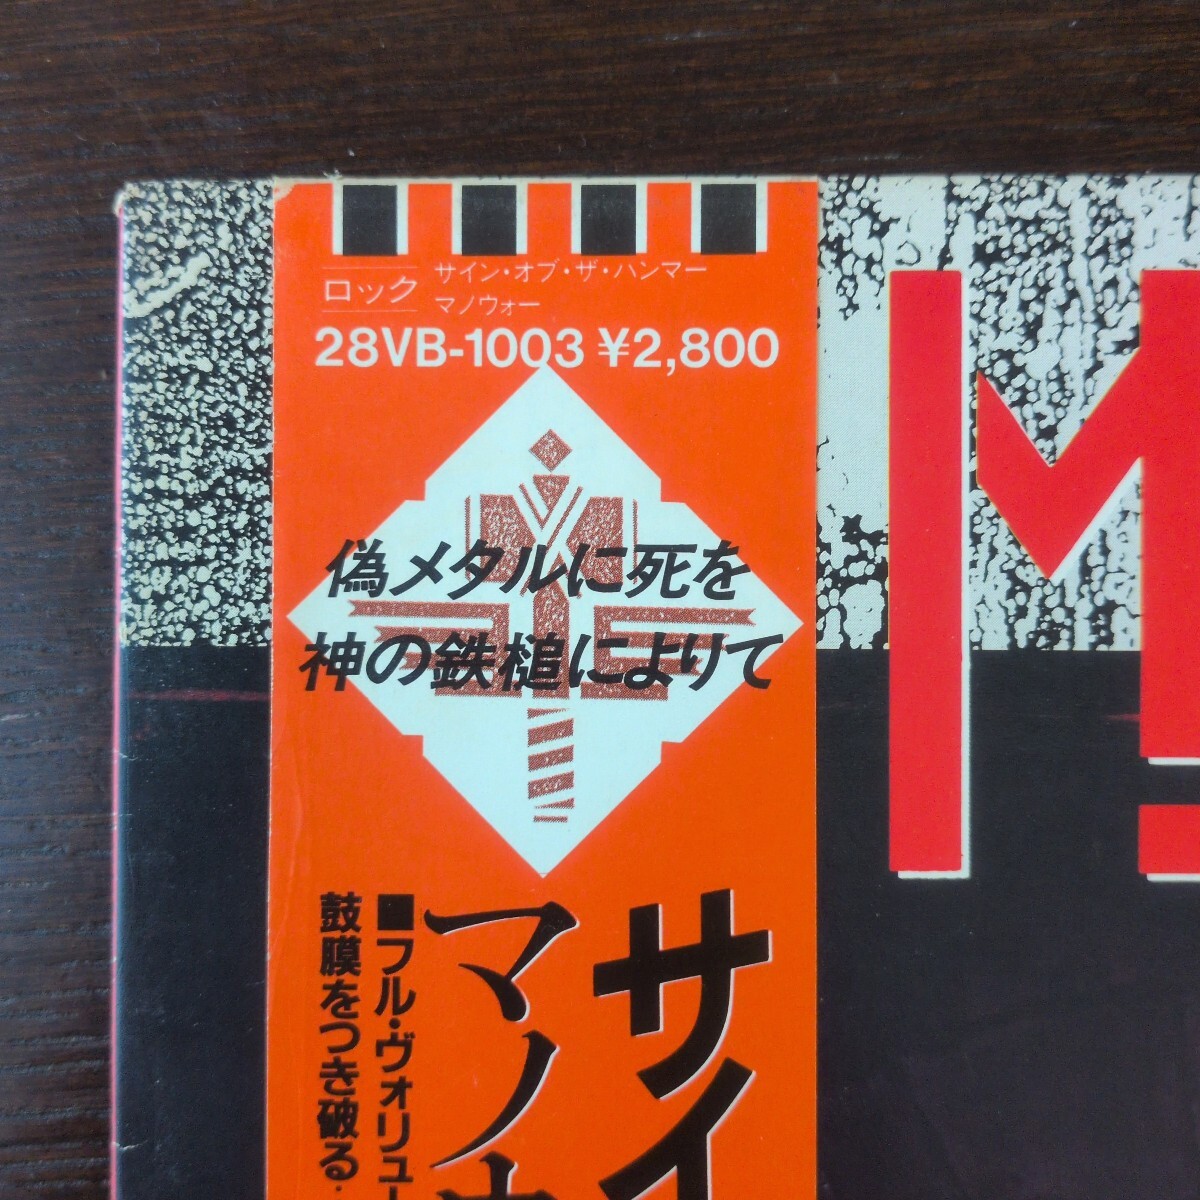 ロック
サイン・オブ・ザ・ハンマー
マノウォー
28VB-1003 ¥2,800
偽メタルに死を
神の鉄槌によりて
サイ
マノ
■フル・ヴォリュー
鼓膜をつき破る
M